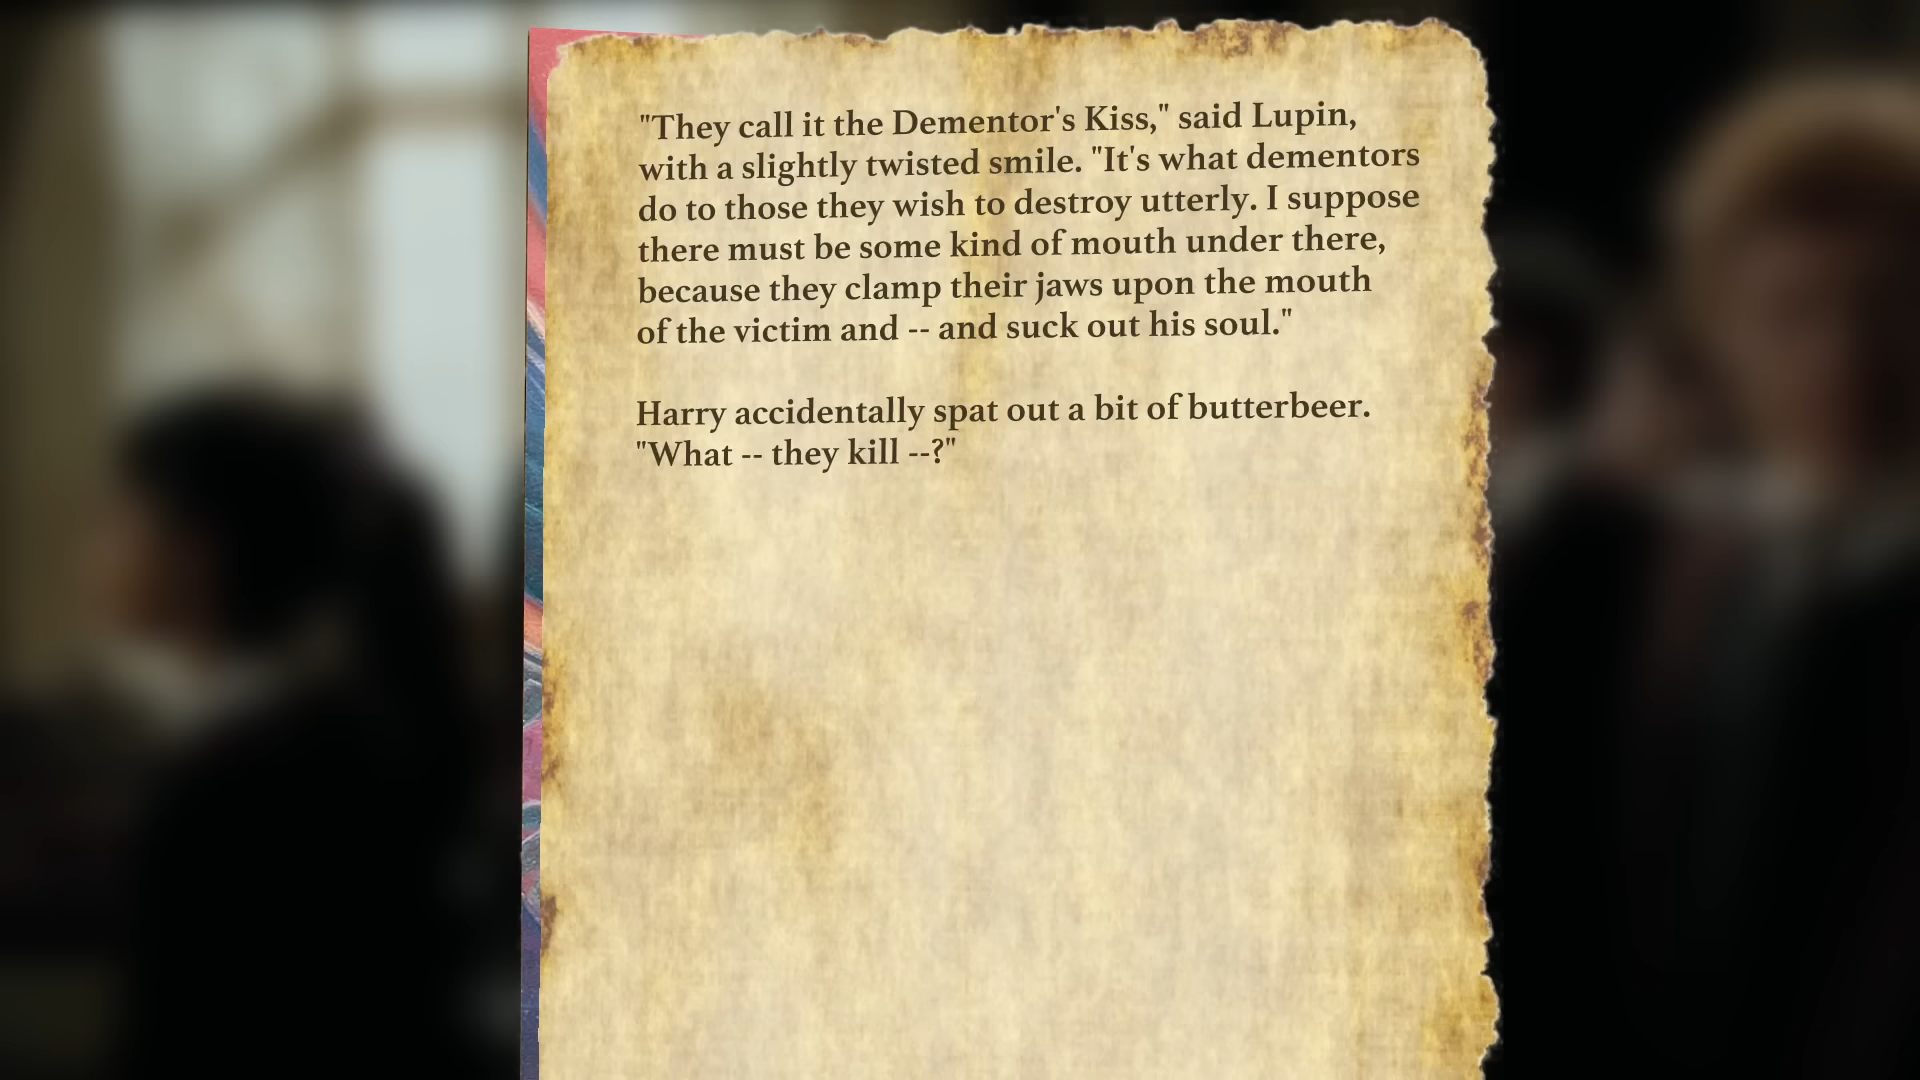 "They call it the Dementor's Kiss," said Lupin,
with a slightly twisted smile. "It's what dementors
do to those they wish to destroy utterly. I suppose
there must be some kind of mouth under there,
because they clamp their jaws upon the mouth
of the victim and -- and suck out his soul."
Harry accidentally spat out a bit of butterbeer.
"What -- they kill --?"